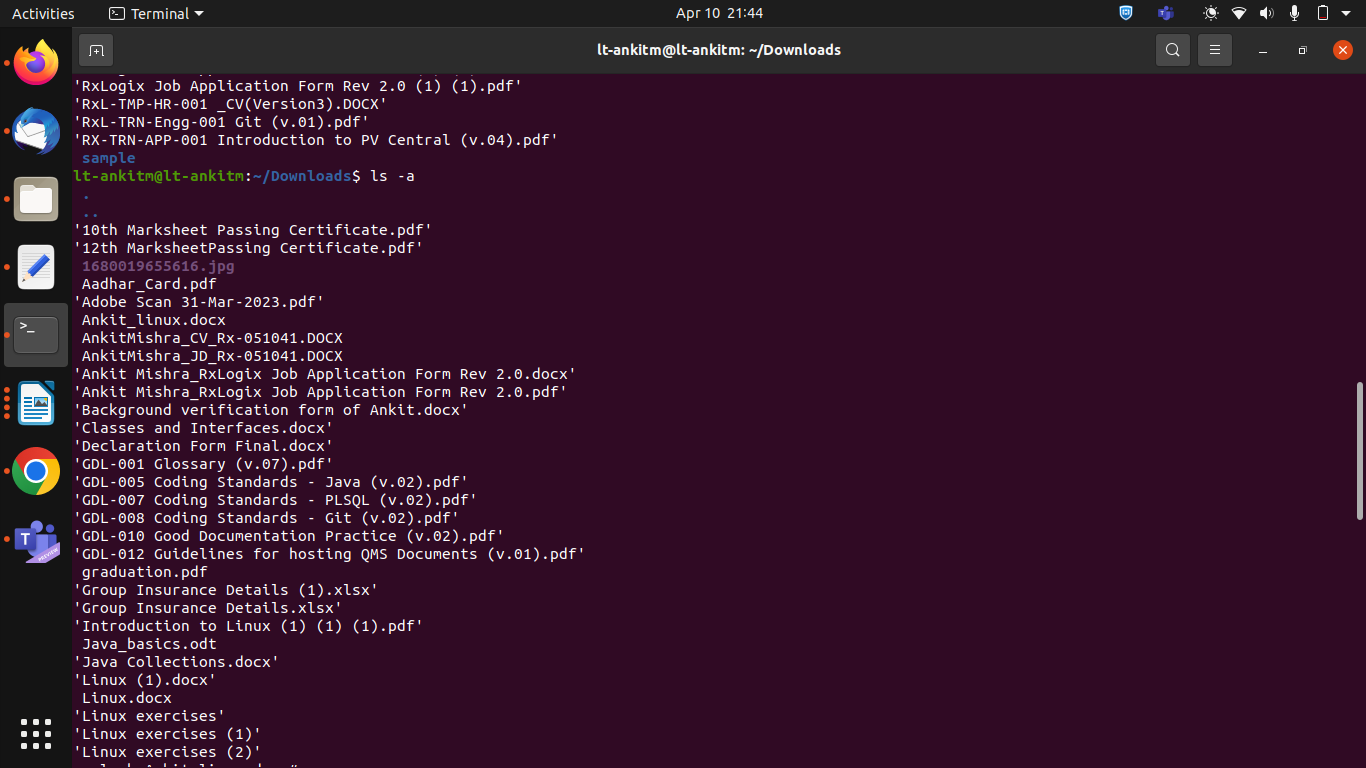 Activities
Terminal
Apr 10 21:44
lt-ankitm@lt-ankitm: ~/Downloads
'RxLogix Job Application Form Rev 2.0 (1) (1).pdf'
'RxL-TMP-HR-001 _CV(Version3).DOCX'
'RxL-TRN-Engg-001 Git (v.01).pdf'
'RX-TRN-APP-001 Introduction to PV Central (v.04).pdf'
sample
lt-ankitm@lt-ankitm:~/Downloads$ ls -a
.
..
'10th Marksheet Passing Certificate.pdf'
'12th MarksheetPassing Certificate.pdf'
1680019655616.jpg
Aadhar_Card.pdf
'Adobe Scan 31-Mar-2023.pdf'
Ankit_linux.docx
AnkitMishra_CV_Rx-051041.DOCX
AnkitMishra_JD_Rx-051041.DOCX
'Ankit Mishra_RxLogix Job Application Form Rev 2.0.docx'
'Ankit Mishra_RxLogix Job Application Form Rev 2.0.pdf'
'Background verification form of Ankit.docx'
'Classes and Interfaces.docx'
'Declaration Form Final.docx'
'GDL-001 Glossary (v.07).pdf'
'GDL-005 Coding Standards - Java (v.02).pdf'
'GDL-007 Coding Standards - PLSQL (v.02).pdf'
'GDL-008 Coding Standards - Git (v.02).pdf'
'GDL-010 Good Documentation Practice (v.02).pdf'
'GDL-012 Guidelines for hosting QMS Documents (v.01).pdf'
graduation.pdf
'Group Insurance Details (1).xlsx'
'Group Insurance Details.xlsx'
'Introduction to Linux (1) (1) (1).pdf'
Java_basics.odt
'Java Collections.docx'
'Linux (1).docx'
Linux.docx
'Linux exercises'
'Linux exercises (1)'
'Linux exercises (2)'